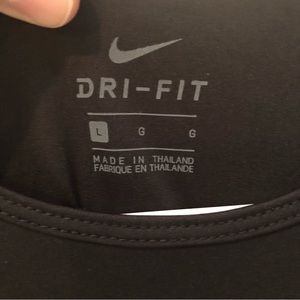 DRI-FIT
L G G
MADE IN THAILAND
FABRIQUE EN THAILANDE